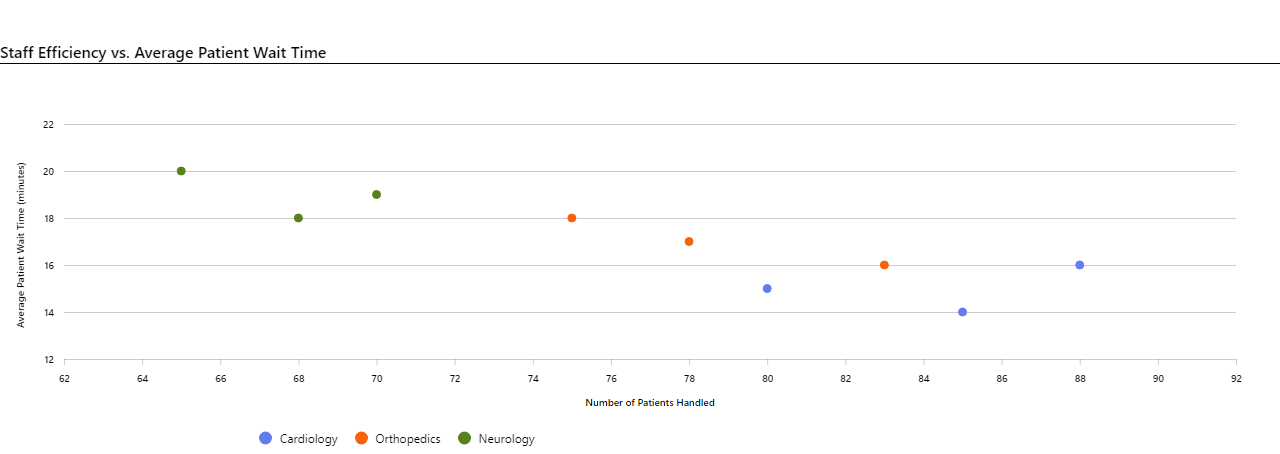 Staff Efficiency vs. Average Patient Wait Time
Average Patient Wait Time (minutes)
22
20
18
16
14
12
62 64 66 68 70 72 74 76 78 80 82 84 86 88 90 92
Number of Patients Handled
Cardiology Orthopedics Neurology